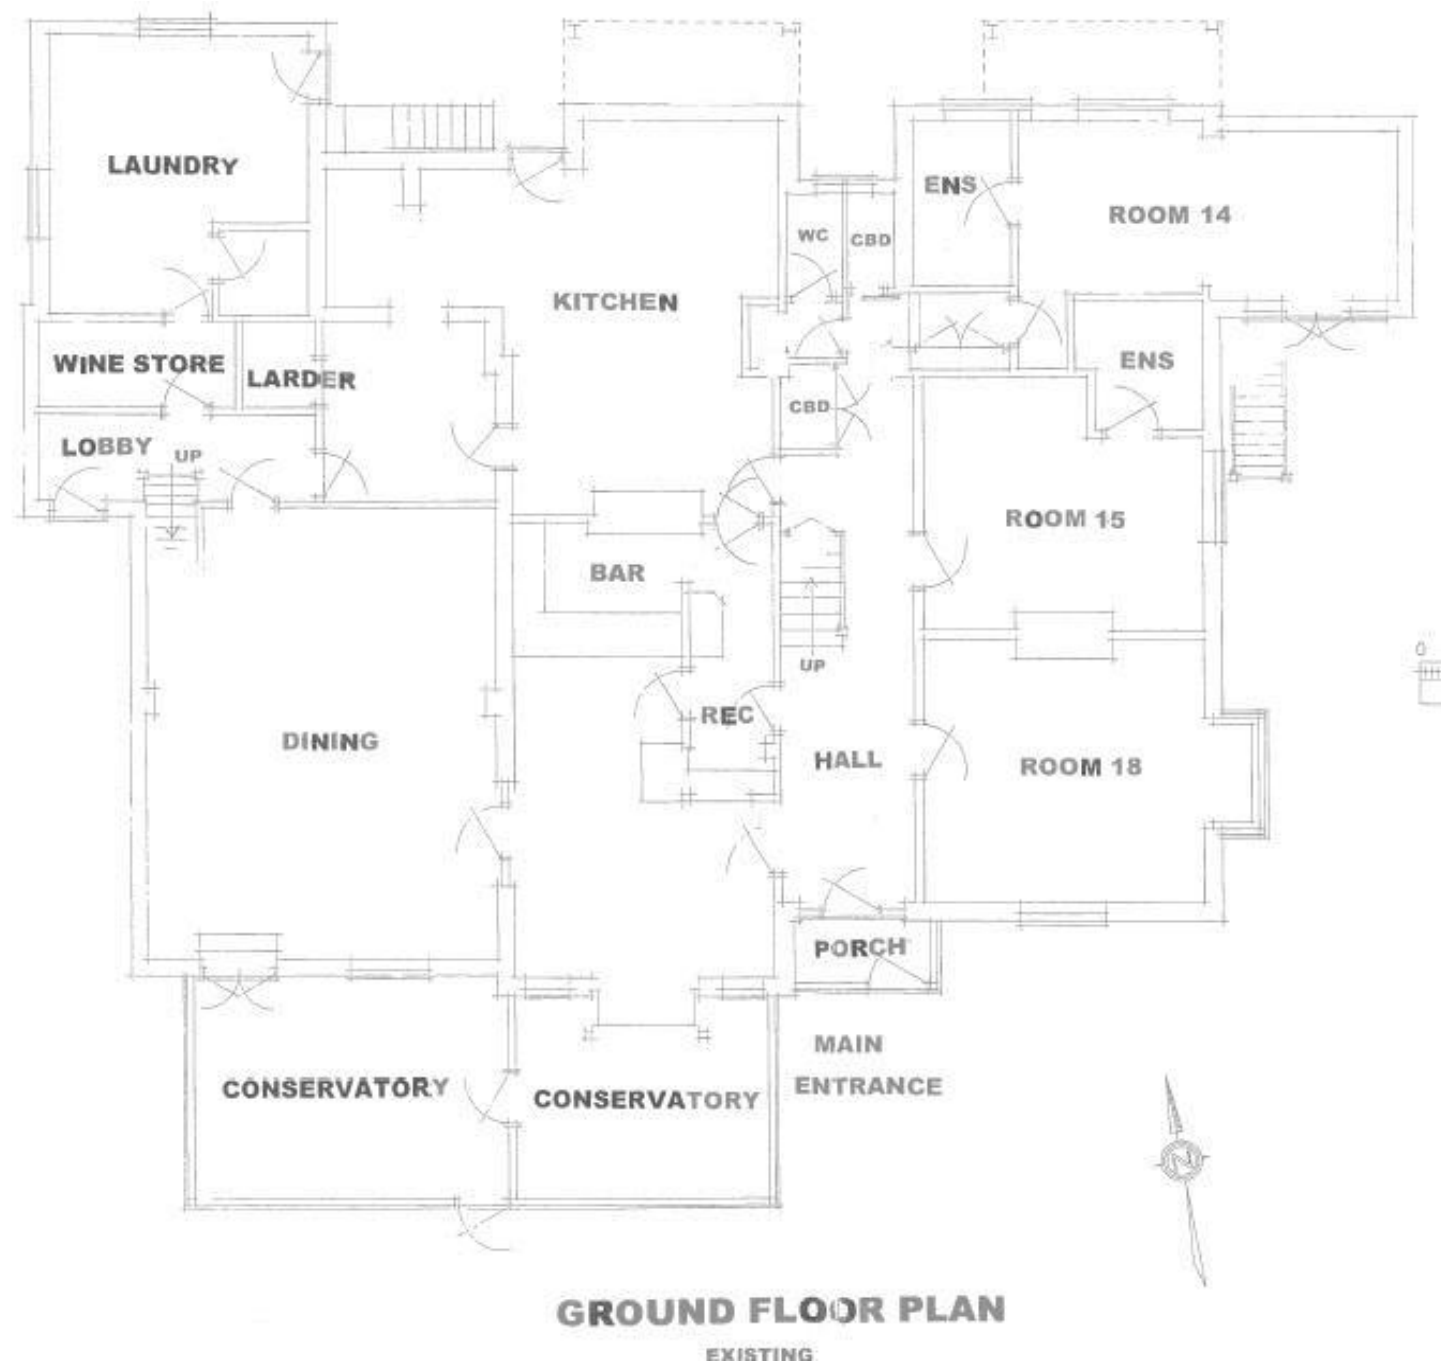 LAUNDRY
ENS
ROOM 14
WC
CBD
KITCHEN
WINE STORE
LARDER
ENS
CBD
LOBBY
UP
ROOM 15
BAR
UP
REC
DINING
HALL
ROOM 18
PORCH
MAIN
ENTRANCE
CONSERVATORY
CONSERVATORY
N
GROUND FLOOR PLAN
EXISTING
0